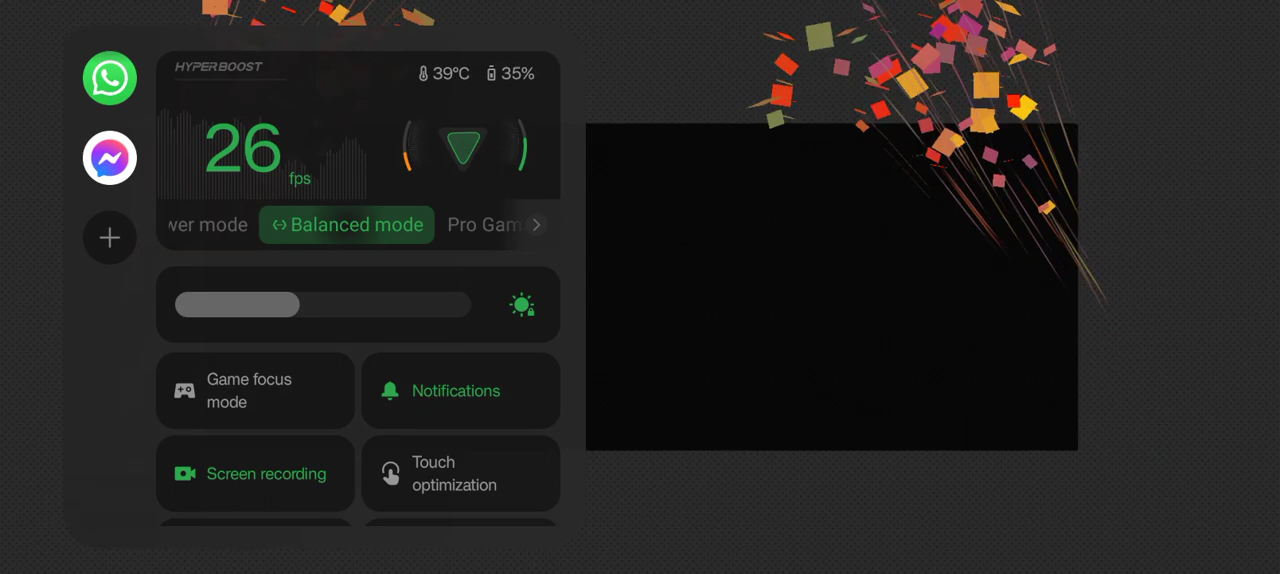 HYPERBOOST
39°C 35%
26 fps
wer mode Balanced mode Pro Gam
Game focus
mode
Notifications
Screen recording
Touch
optimization